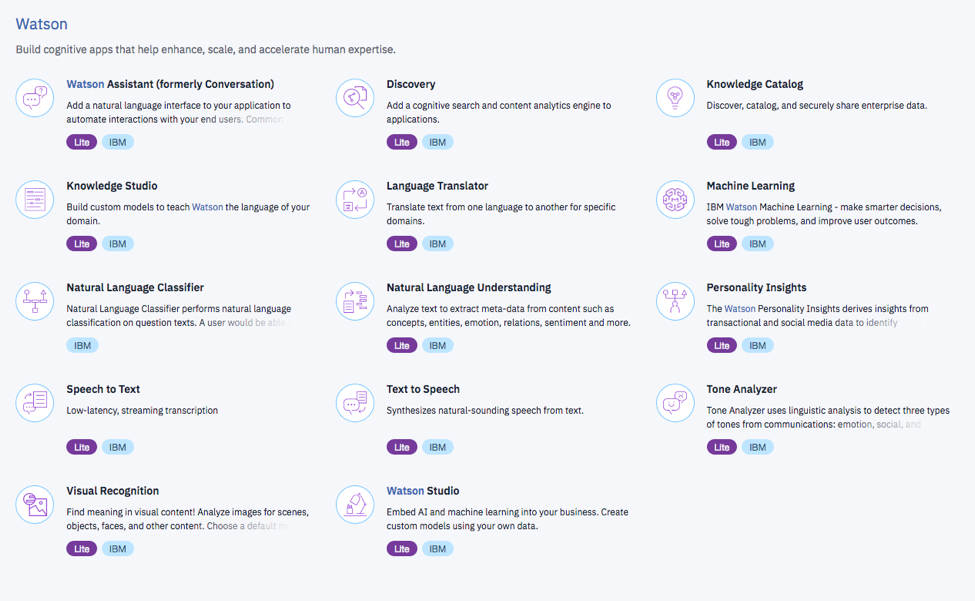 Watson
Build cognitive apps that help enhance, scale, and accelerate human expertise.
Watson Assistant (formerly Conversation)
Add a natural language interface to your application to
automate interactions with your end users. Common
Lite IBM
Discovery
Add a cognitive search and content analytics engine to
applications.
Lite IBM
Knowledge Catalog
Discover, catalog, and securely share enterprise data.
Lite IBM
Knowledge Studio
Build custom models to teach Watson the language of your
domain.
Lite IBM
Language Translator
Translate text from one language to another for specific
domains.
Lite IBM
Machine Learning
IBM Watson Machine Learning - make smarter decisions,
solve tough problems, and improve user outcomes.
Lite IBM
Natural Language Classifier
Natural Language Classifier performs natural language
classification on question texts. A user would be able
IBM
Natural Language Understanding
Analyze text to extract meta-data from content such as
concepts, entities, emotion, relations, sentiment and more.
Lite IBM
Personality Insights
The Watson Personality Insights derives insights from
transactional and social media data to identify
Lite IBM
Speech to Text
Low-latency, streaming transcription
Lite IBM
Text to Speech
Synthesizes natural-sounding speech from text.
Lite IBM
Tone Analyzer
Tone Analyzer uses linguistic analysis to detect three types
of tones from communications: emotion, social, and
Lite IBM
Visual Recognition
Find meaning in visual content! Analyze images for scenes,
objects, faces, and other content. Choose a default
Lite IBM
Watson Studio
Embed AI and machine learning into your business. Create
custom models using your own data.
Lite IBM